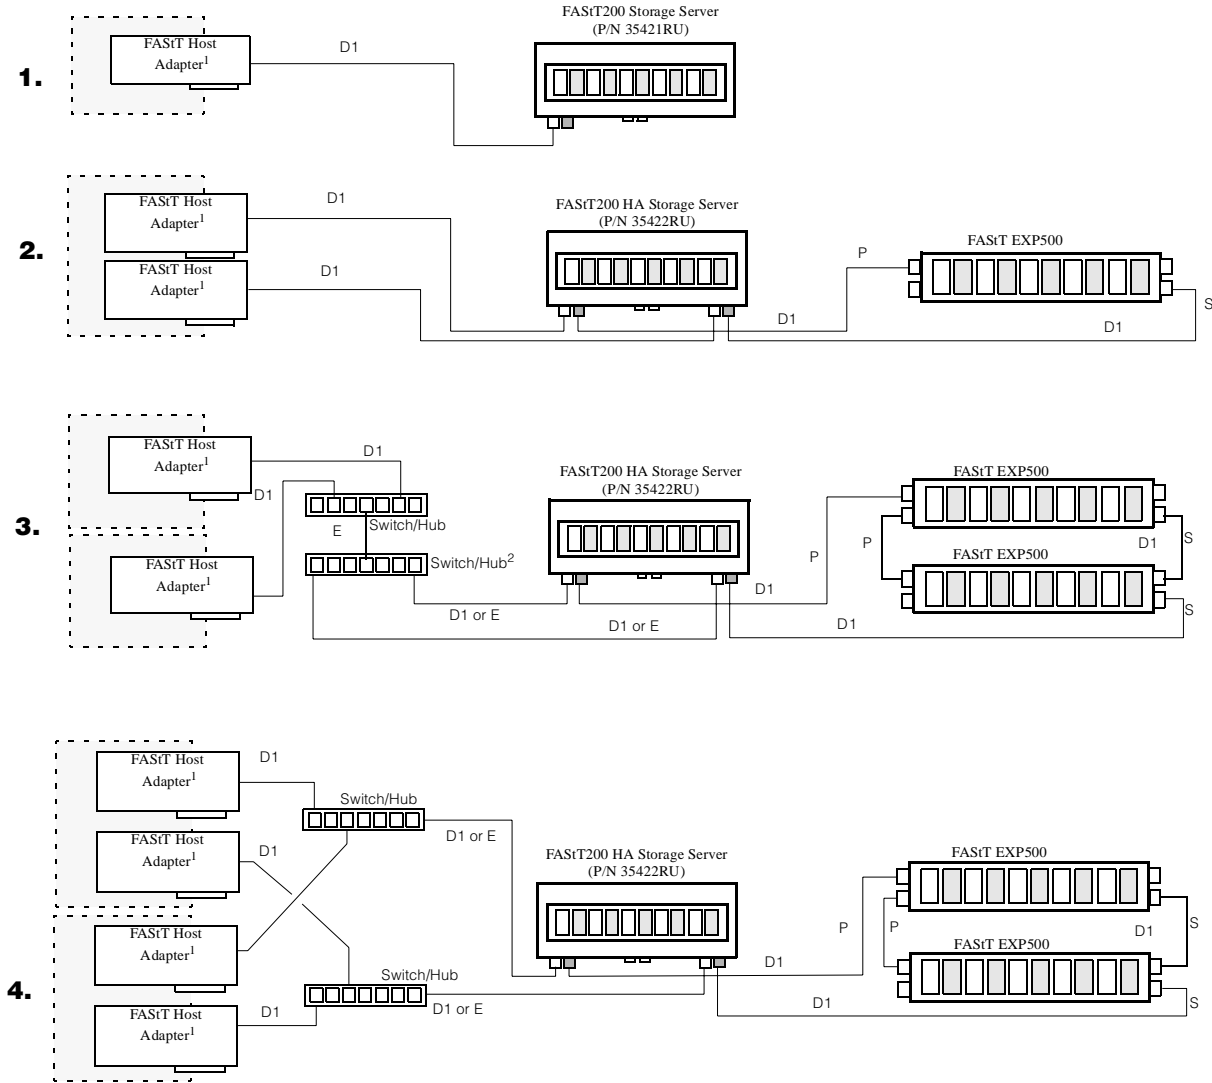 FAStT200 Storage Server
(P/N 35421RU)
1.
FAStT Host
Adapter1
D1
2.
FAStT Host
Adapter1
D1
FAStT Host
Adapter1
D1
FAStT200 HA Storage Server
(P/N 35422RU)
D1
P
FAStT EXP500
D1
S
3.
FAStT Host
Adapter1
D1
D1
E
Switch/Hub
FAStT Host
Adapter1
Switch/Hub2
D1 or E
D1 or E
FAStT200 HA Storage Server
(P/N 35422RU)
D1
D1
P
P
FAStT EXP500
D1
S
FAStT EXP500
S
4.
FAStT Host
Adapter1
D1
Switch/Hub
D1 or E
FAStT Host
Adapter1
D1
FAStT Host
Adapter1
Switch/Hub
D1 or E
FAStT Host
Adapter1
D1
FAStT200 HA Storage Server
(P/N 35422RU)
D1
D1
P
P
FAStT EXP500
D1
S
FAStT EXP500
S